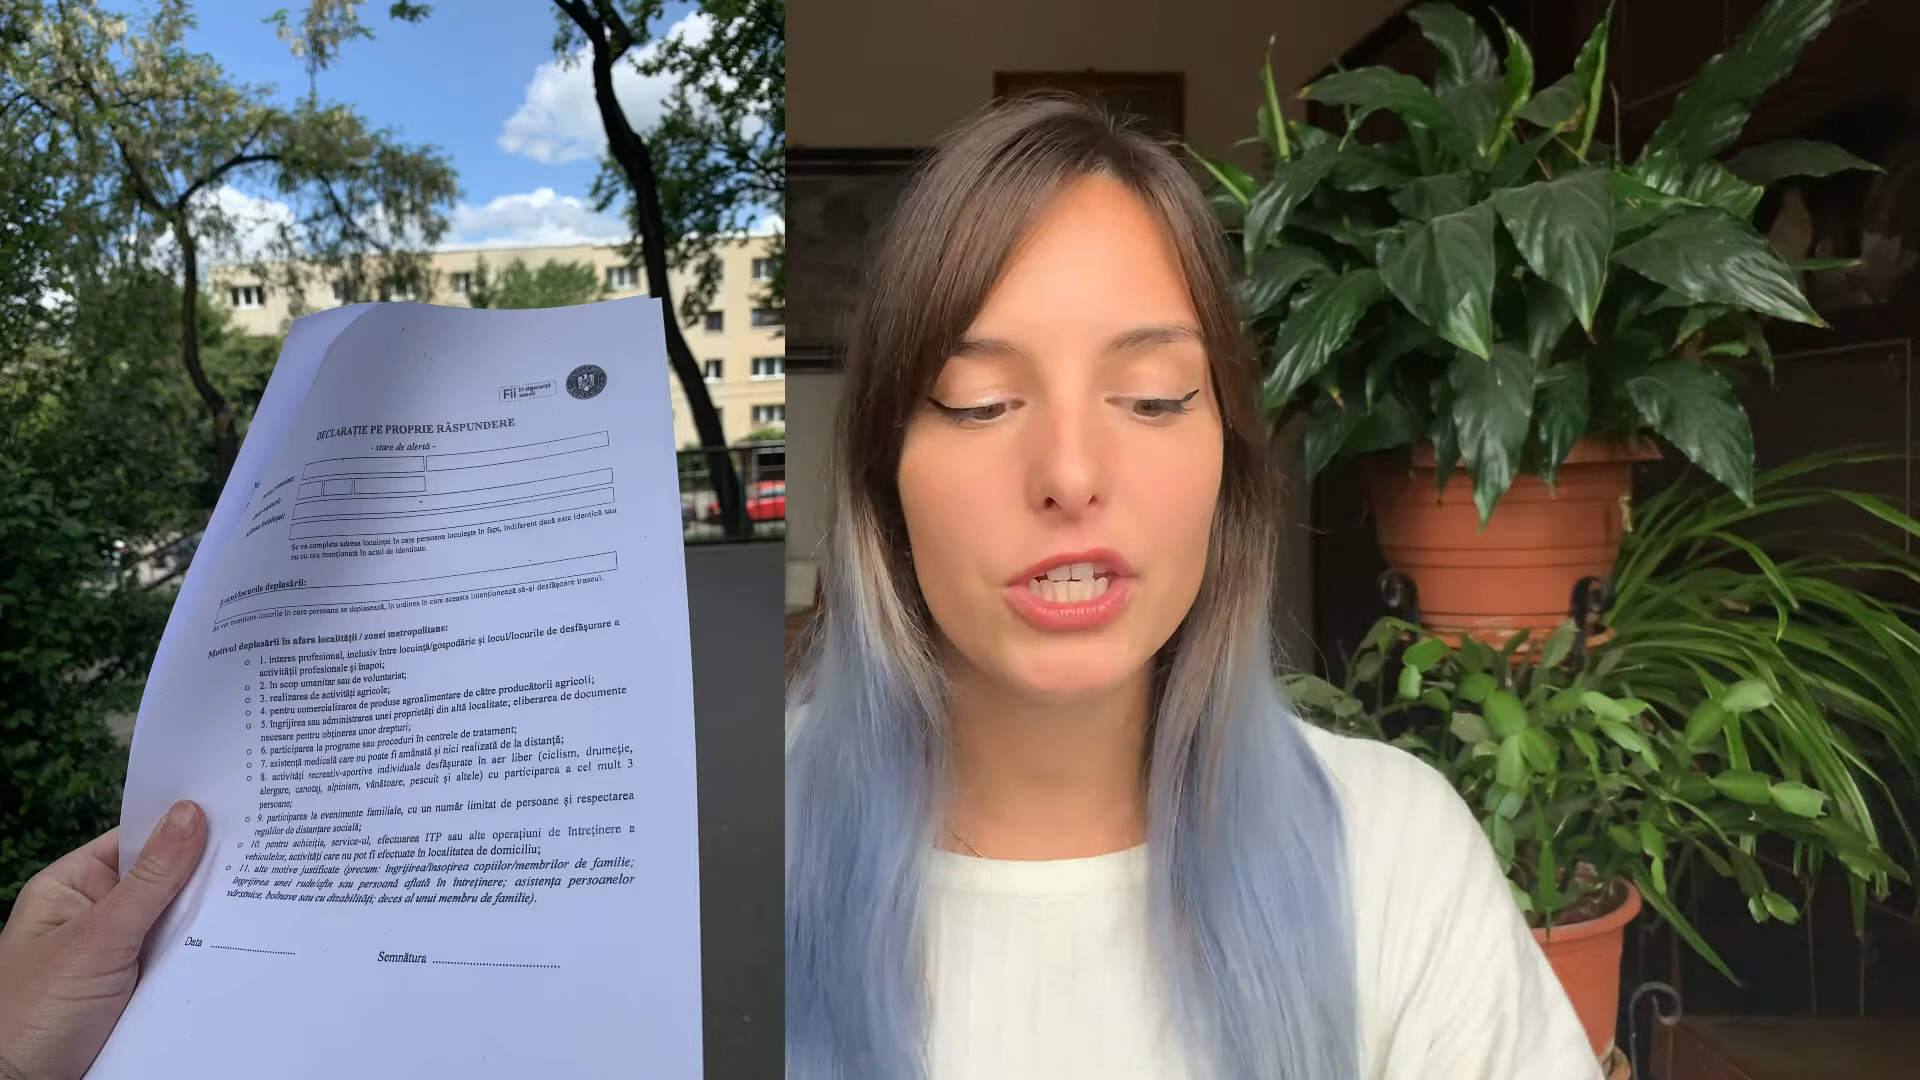 Fii în siguranță
acasă!
DECLARAȚIE PE PROPRIE RĂSPUNDERE
- stare de alertă -
Se va completa adresa locuinței în care persoana locuiește în fapt, indiferent dacă este identică sau
nu cu cea menționată în actul de identitate.
Locul/locurile deplasării:
Se vor menționa locurile în care persoana se deplasează, în ordinea în care aceasta intenționează să-și desfășoare traseul.
Motivul deplasării în afara localității / zonei metropolitane:
1. interes profesional, inclusiv între locuință/gospodărie și locul/locurile de desfășurare a
activității profesionale și înapoi;
2. în scop umanitar sau de voluntariat;
3. realizarea de activități agricole;
4. pentru comercializarea de produse agroalimentare de către producătorii agricoli;
5. îngrijirea sau administrarea unei proprietăți din altă localitate; eliberarea de documente
necesare pentru obținerea unor drepturi;
6. participarea la programe sau proceduri în centrele de tratament;
7. asistență medicală care nu poate fi amânată și nici realizată de la distanță;
8. activități recreativ-sportive individuale desfășurate în aer liber (ciclism, drumeție,
alergare, canotaj, alpinism, vânătoare, pescuit și altele) cu participarea a cel mult 3
persoane;
9. participarea la evenimente familiale, cu un număr limitat de persoane și respectarea
regulilor de distanțare socială;
10. pentru achiziția, service-ul, efectuarea ITP sau alte operațiuni de întreținere a
vehiculelor, activități care nu pot fi efectuate în localitatea de domiciliu;
11. alte motive justificate (precum: îngrijirea/însoțirea copiilor/membrilor de familie;
îngrijirea unei rude/afin sau persoană aflată în întreținere; asistența persoanelor
vârstnice, bolnave sau cu dizabilități; deces al unui membru de familie).
Data ..............................
Semnătura ........................................